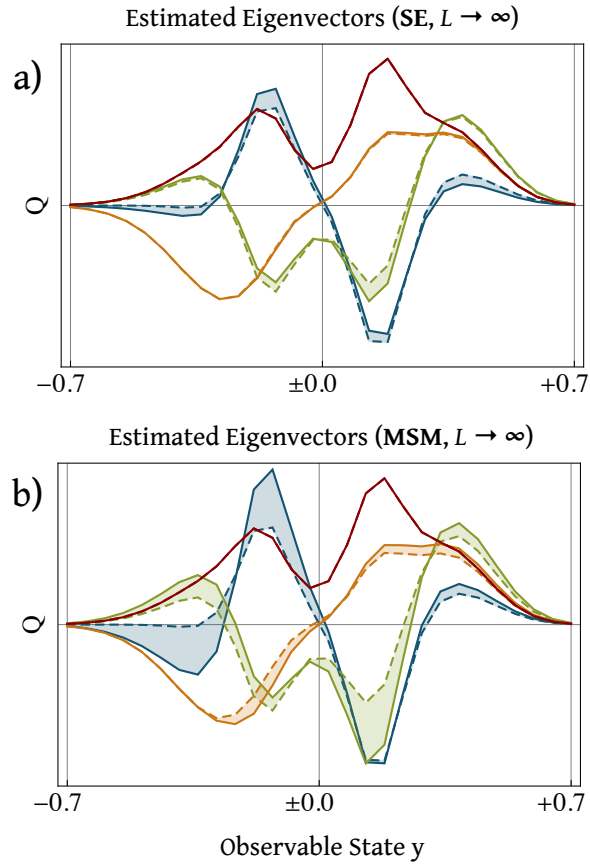 Estimated Eigenvectors (SE, L → ∞)
a)
Q
−0.7 ±0.0 +0.7
Estimated Eigenvectors (MSM, L → ∞)
b)
Q
−0.7 ±0.0 +0.7
Observable State y